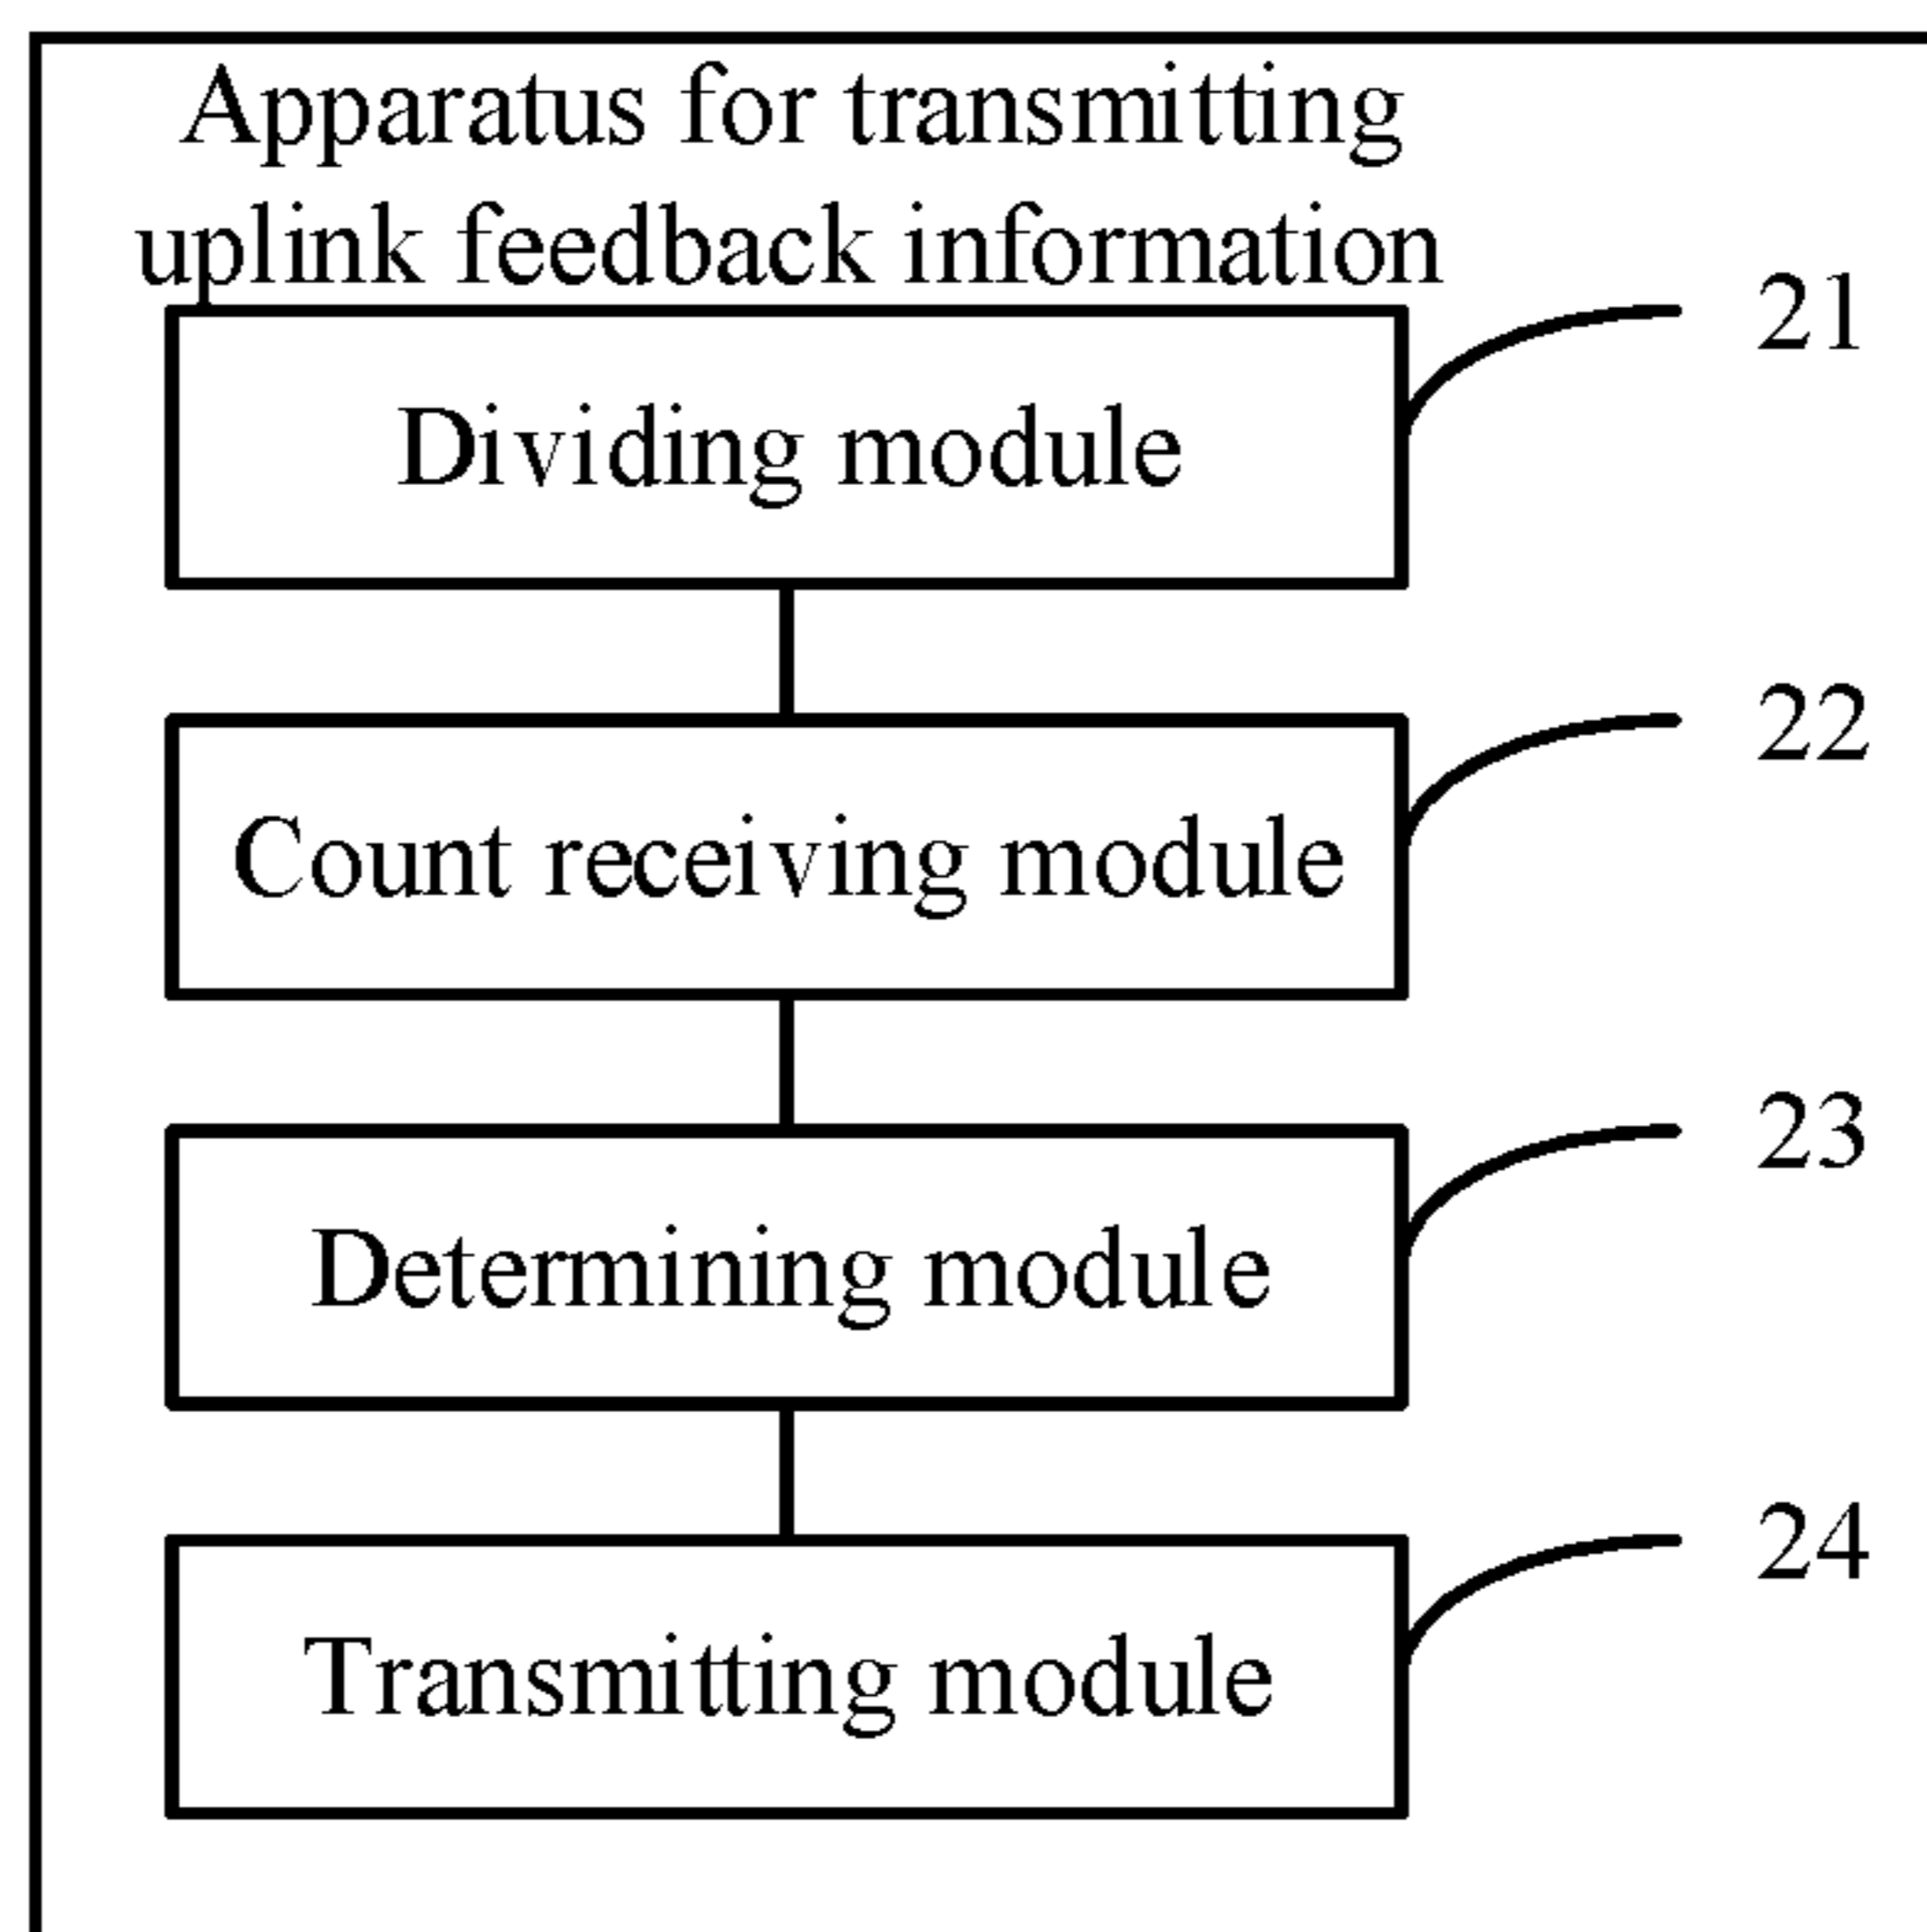 Apparatus for transmitting
uplink feedback information
21
Dividing module
22
Count receiving module
23
Determining module
24
Transmitting module